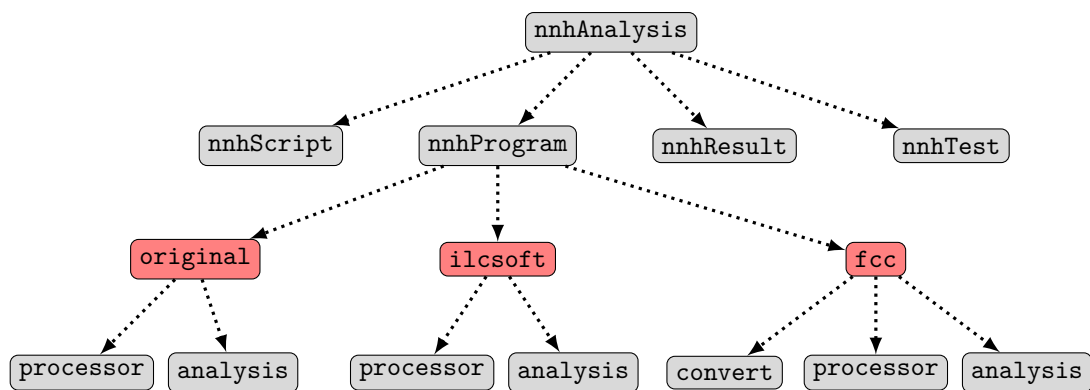 nnhAnalysis
nnhScript nnhProgram nnhResult nnhTest
original ilcsoft fcc
processor analysis processor analysis convert processor analysis